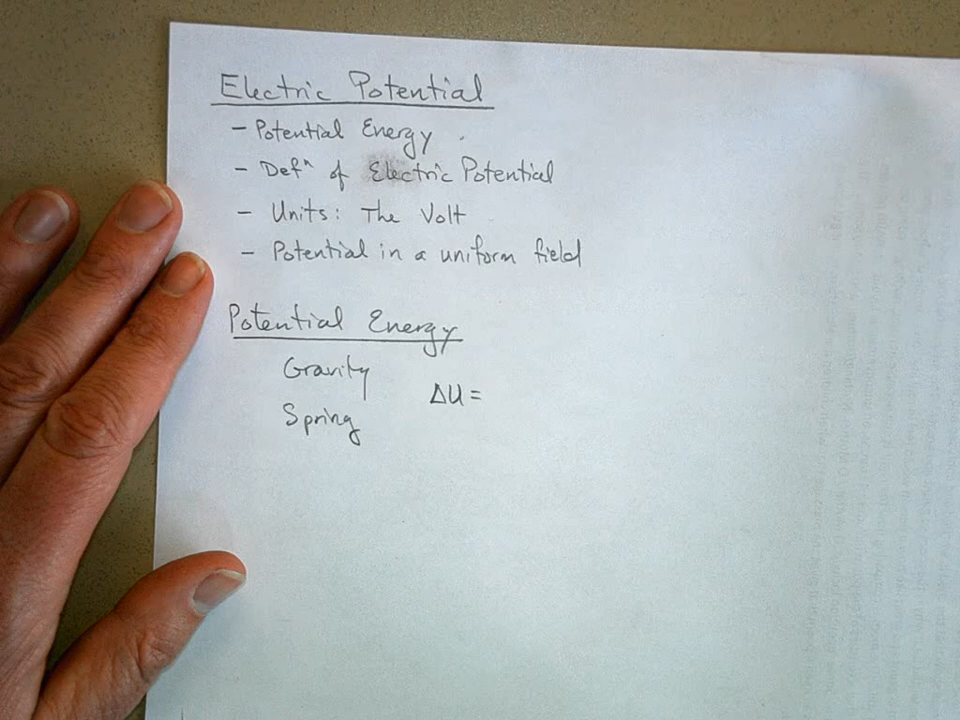 Electric Potential
- Potential Energy
- Defⁿ of Electric Potential
- Units: The Volt
- Potential in a uniform field
Potential Energy
Gravity
ΔU =
Spring